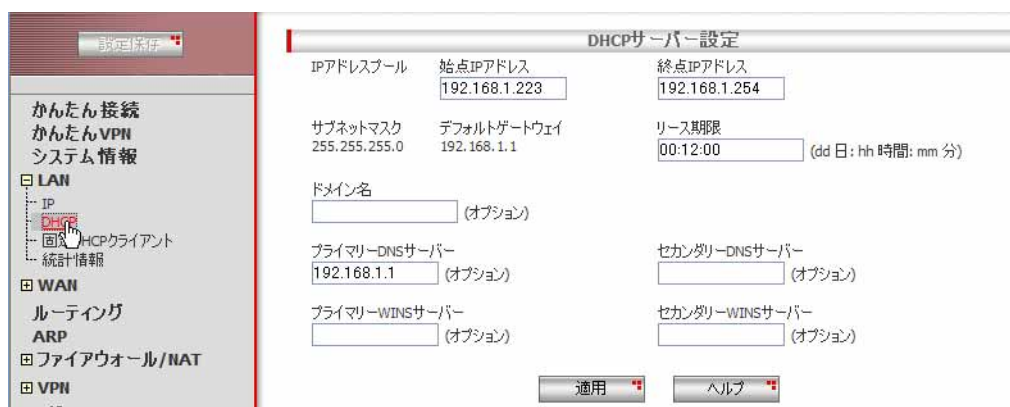 設定保存
かんたん接続
かんたんVPN
システム情報
LAN
IP
DHCP
固定DHCPクライアント
統計情報
WAN
ルーティング
ARP
ファイアウォール/NAT
VPN
DHCPサーバー設定
IPアドレスプール 始点IPアドレス 終点IPアドレス
192.168.1.223 192.168.1.254
サブネットマスク デフォルトゲートウェイ リース期限
255.255.255.0 192.168.1.1 00:12:00 (dd 日: hh 時間: mm 分)
ドメイン名
(オプション)
プライマリーDNSサーバー セカンダリーDNSサーバー
192.168.1.1 (オプション) (オプション)
プライマリーWINSサーバー セカンダリーWINSサーバー
(オプション) (オプション)
適用 ヘルプ